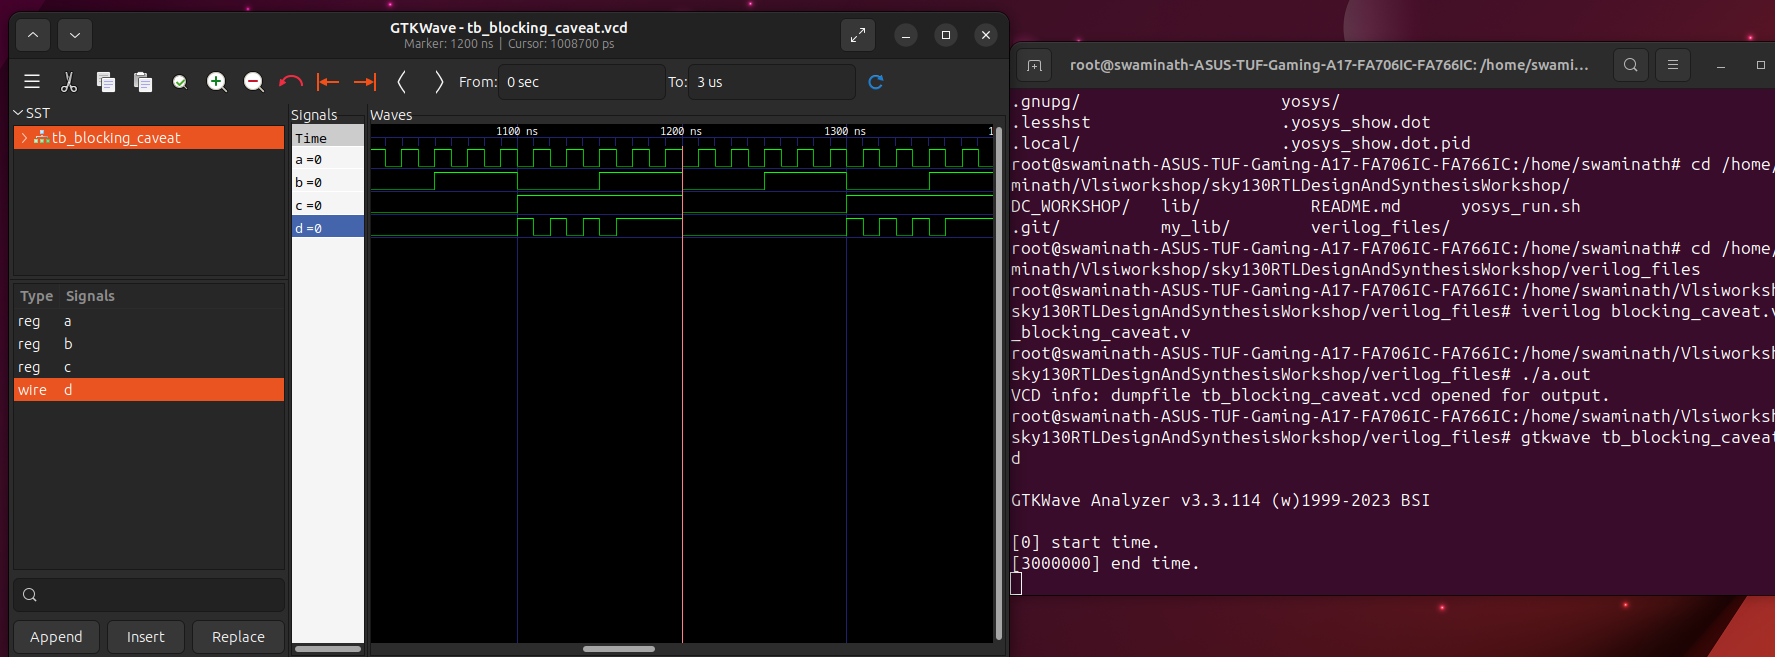 GTKWave - tb_blocking_caveat.vcd
Marker: 1200 ns | Cursor: 1008700 ps
From: 0 sec To: 3 us
SST
tb_blocking_caveat
Type Signals
reg a
reg b
reg c
wire d
Append Insert Replace
Signals
Time
a =0
b =0
c =0
d =0
Waves
1100 ns 1200 ns 1300 ns 1
root@swaminath-ASUS-TUF-Gaming-A17-FA706IC-FA766IC: /home/swami...
.gnupg/ yosys/
.lesshst .yosys_show.dot
.local/ .yosys_show.dot.pid
root@swaminath-ASUS-TUF-Gaming-A17-FA706IC-FA766IC:/home/swaminath# cd /home/
minath/Vlsiworkshop/sky130RTLDesignAndSynthesisWorkshop/
DC_WORKSHOP/ lib/ README.md yosys_run.sh
.git/ my_lib/ verilog_files/
root@swaminath-ASUS-TUF-Gaming-A17-FA706IC-FA766IC:/home/swaminath# cd /home/
minath/Vlsiworkshop/sky130RTLDesignAndSynthesisWorkshop/verilog_files
root@swaminath-ASUS-TUF-Gaming-A17-FA706IC-FA766IC:/home/swaminath/Vlsiworksh
sky130RTLDesignAndSynthesisWorkshop/verilog_files# iverilog blocking_caveat.v
_blocking_caveat.v
root@swaminath-ASUS-TUF-Gaming-A17-FA706IC-FA766IC:/home/swaminath/Vlsiworksh
sky130RTLDesignAndSynthesisWorkshop/verilog_files# ./a.out
VCD info: dumpfile tb_blocking_caveat.vcd opened for output.
root@swaminath-ASUS-TUF-Gaming-A17-FA706IC-FA766IC:/home/swaminath/Vlsiworksh
sky130RTLDesignAndSynthesisWorkshop/verilog_files# gtkwave tb_blocking_caveat
d
GTKWave Analyzer v3.3.114 (w)1999-2023 BSI
[0] start time.
[3000000] end time.